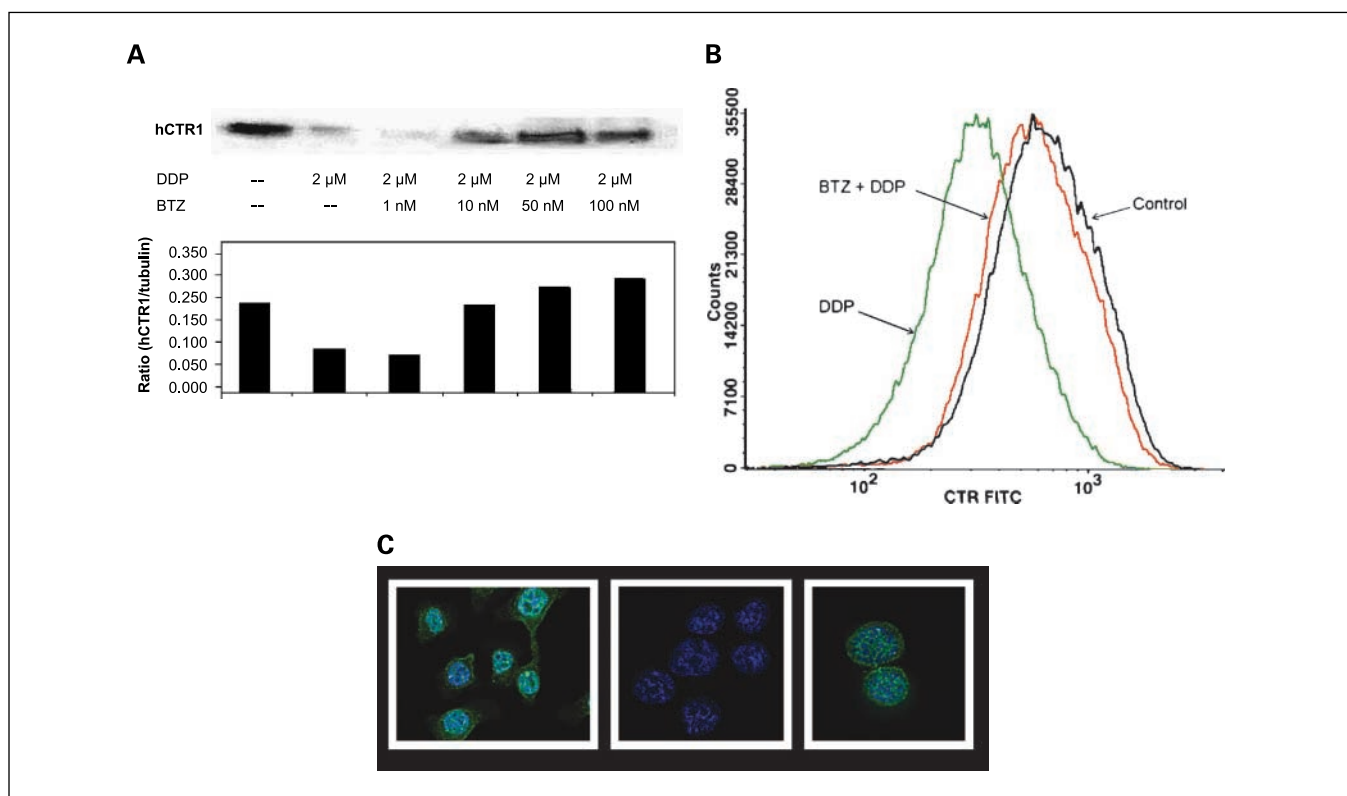 A
hCTR1
DDP -- 2 µM 2 µM 2 µM 2 µM 2 µM
BTZ -- -- 1 nM 10 nM 50 nM 100 nM
Ratio (hCTR1/tubulin)
0.350
0.300
0.250
0.150
0.100
0.050
0.000
B
Counts
35500
28400
21300
14200
7100
0
BTZ + DDP
Control
DDP
10²
10³
CTR FITC
C